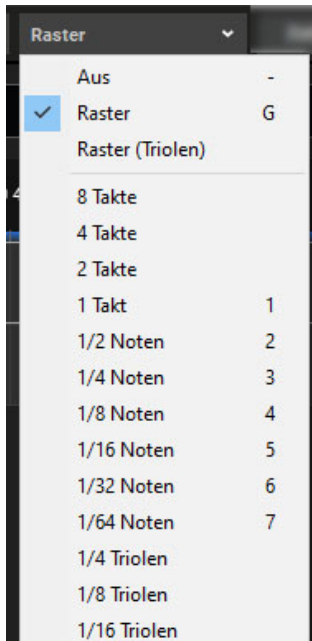 Raster
Aus -
Raster G
Raster (Triolen)
8 Takte
4 Takte
2 Takte
1 Takt 1
1/2 Noten 2
1/4 Noten 3
1/8 Noten 4
1/16 Noten 5
1/32 Noten 6
1/64 Noten 7
1/4 Triolen
1/8 Triolen
1/16 Triolen